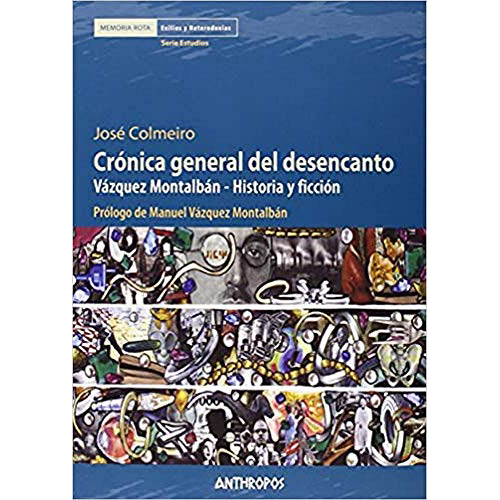 MEMORIA ROTA Exilios y Heterodoxias
Serie Estudios
José Colmeiro
Crónica general del desencanto
Vázquez Montalbán - Historia y ficción
Prólogo de Manuel Vázquez Montalbán
ANTHROPOS